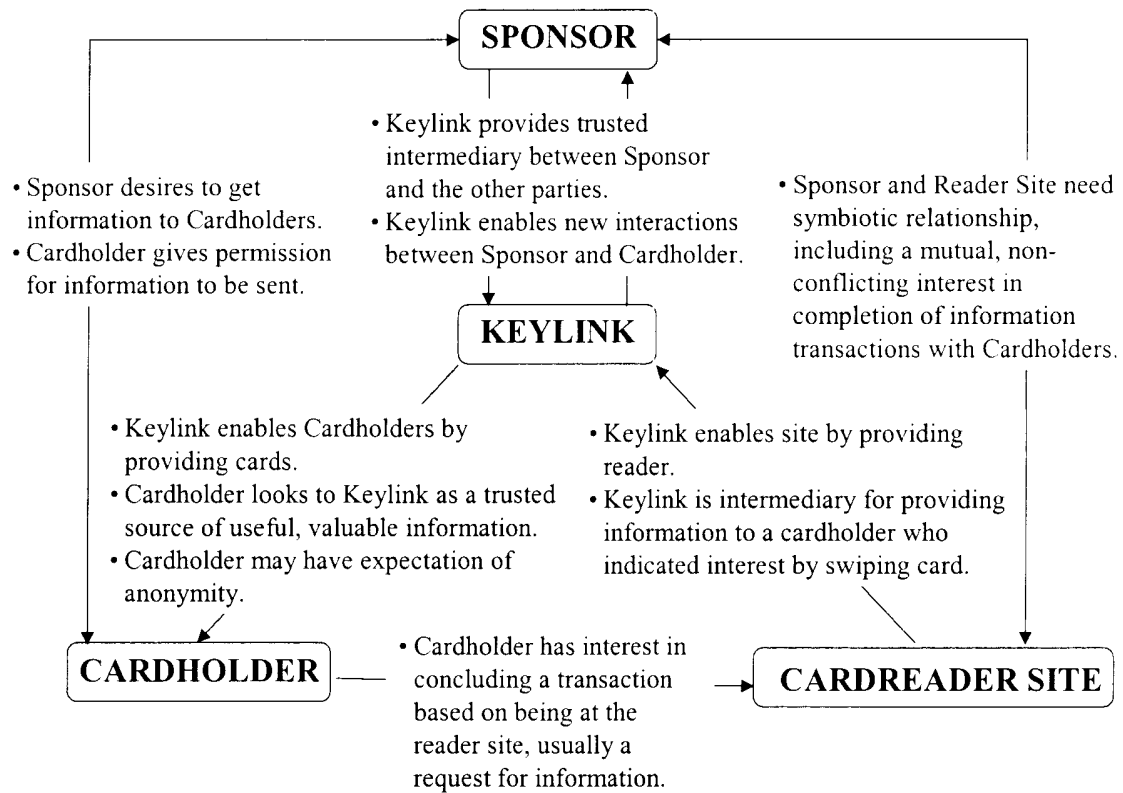 SPONSOR
• Keylink provides trusted
intermediary between Sponsor
and the other parties.
• Keylink enables new interactions
between Sponsor and Cardholder.
• Sponsor desires to get
information to Cardholders.
• Cardholder gives permission
for information to be sent.
• Sponsor and Reader Site need
symbiotic relationship,
including a mutual, non-
conflicting interest in
completion of information
transactions with Cardholders.
KEYLINK
• Keylink enables Cardholders by
providing cards.
• Cardholder looks to Keylink as a trusted
source of useful, valuable information.
• Cardholder may have expectation of
anonymity.
• Keylink enables site by providing
reader.
• Keylink is intermediary for providing
information to a cardholder who
indicated interest by swiping card.
CARDHOLDER
• Cardholder has interest in
concluding a transaction
based on being at the
reader site, usually a
request for information.
CARDREADER SITE